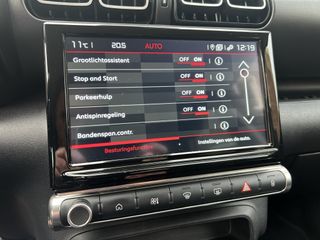 11°C 20.5 AUTO 12:19
Grootlichtassistent OFF ON
Stop and Start OFF ON
Parkeerhulp OFF ON
Antispinregeling OFF ON
Bandenspan.contr.
Besturingsfuncties Instellingen van de auto.